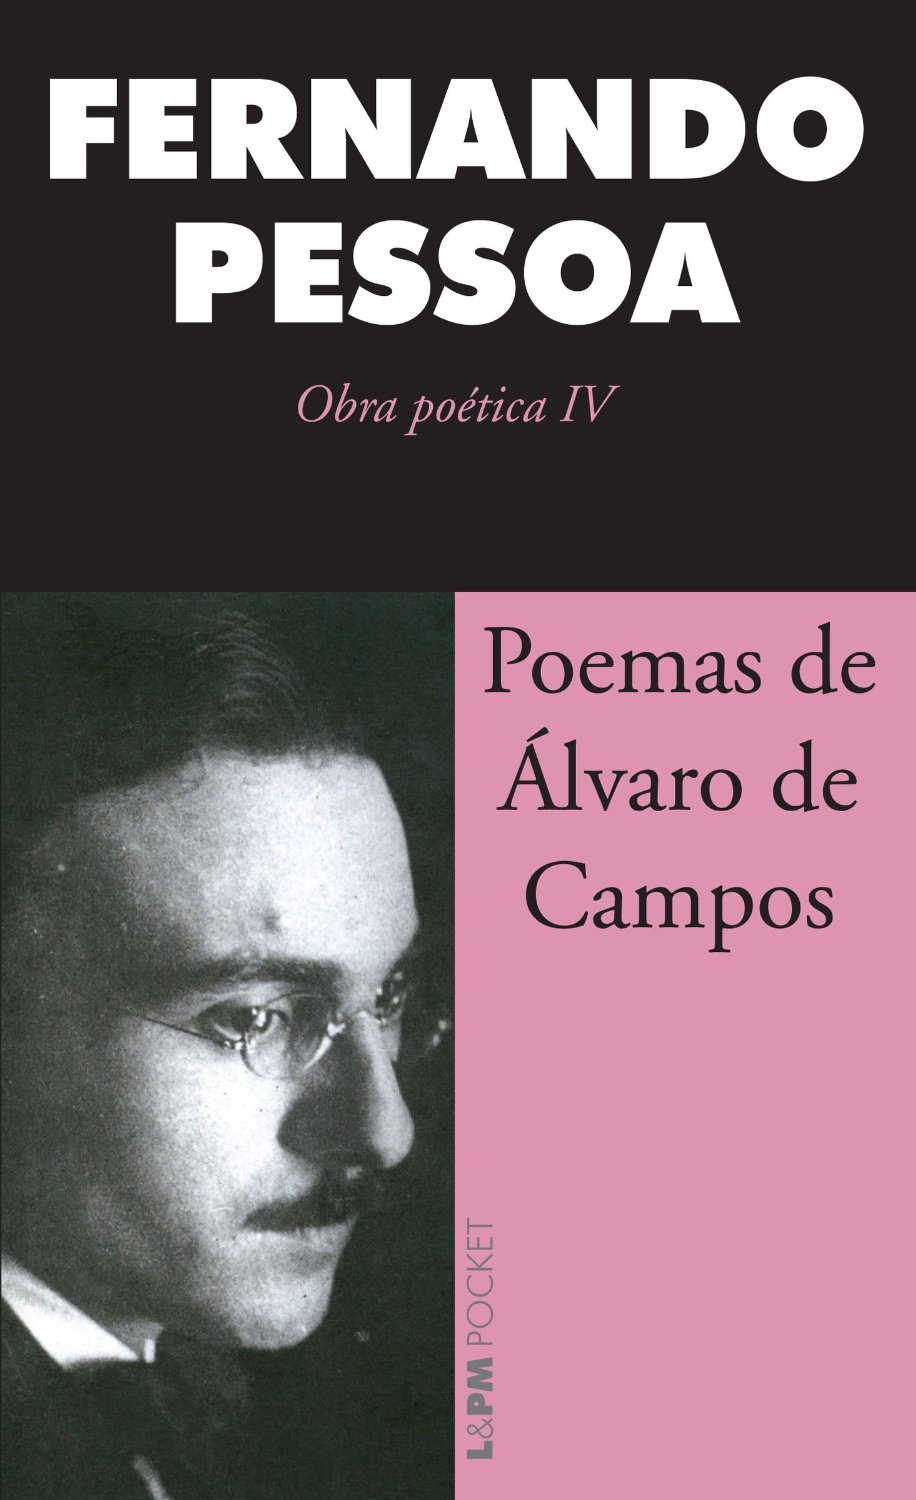 FERNANDO
PESSOA
Obra poética IV
Poemas de
Álvaro de
Campos
L&PM POCKET